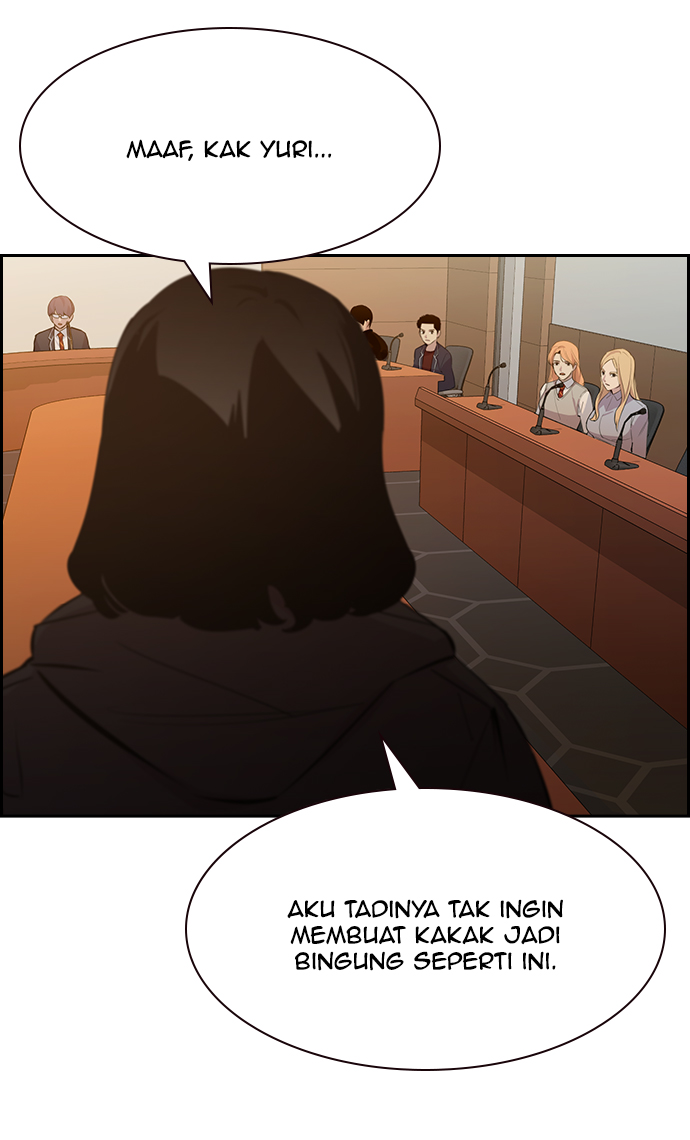 MAAF, KAK YURI...
AKU TADINYA TAK INGIN
MEMBUAT KAKAK JADI
BINGUNG SEPERTI INI.